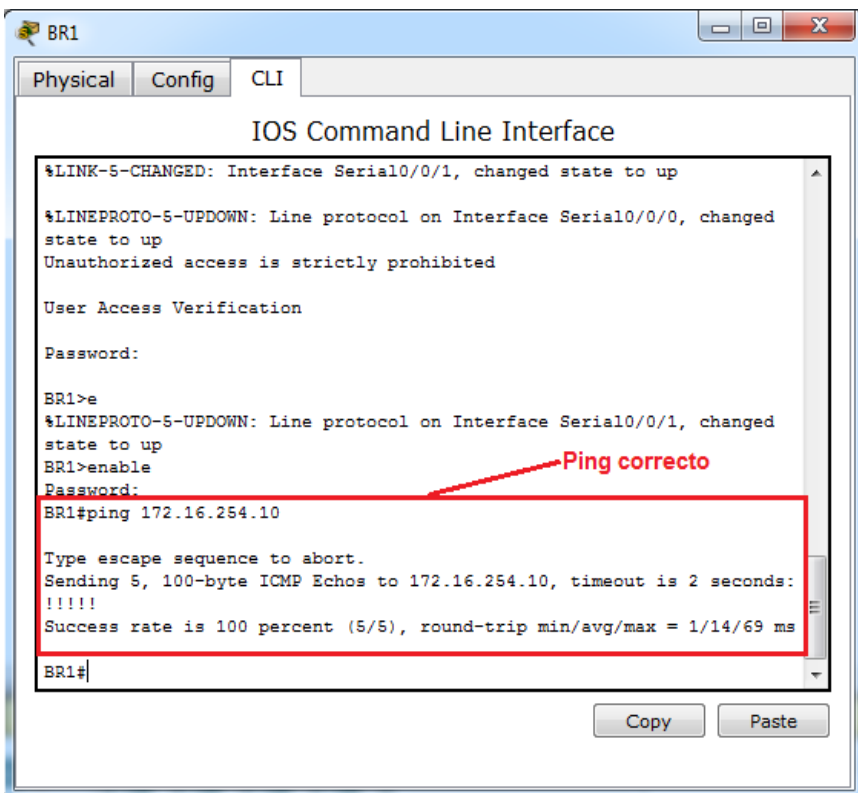 BR1
Physical Config CLI
IOS Command Line Interface
%LINK-5-CHANGED: Interface Serial0/0/1, changed state to up
%LINEPROTO-5-UPDOWN: Line protocol on Interface Serial0/0/0, changed
state to up
Unauthorized access is strictly prohibited
User Access Verification
Password:
BR1>e
%LINEPROTO-5-UPDOWN: Line protocol on Interface Serial0/0/1, changed
state to up
BR1>enable
Ping correcto
Password:
BR1#ping 172.16.254.10
Type escape sequence to abort.
Sending 5, 100-byte ICMP Echos to 172.16.254.10, timeout is 2 seconds:
!!!!!
Success rate is 100 percent (5/5), round-trip min/avg/max = 1/14/69 ms
BR1#
Copy Paste